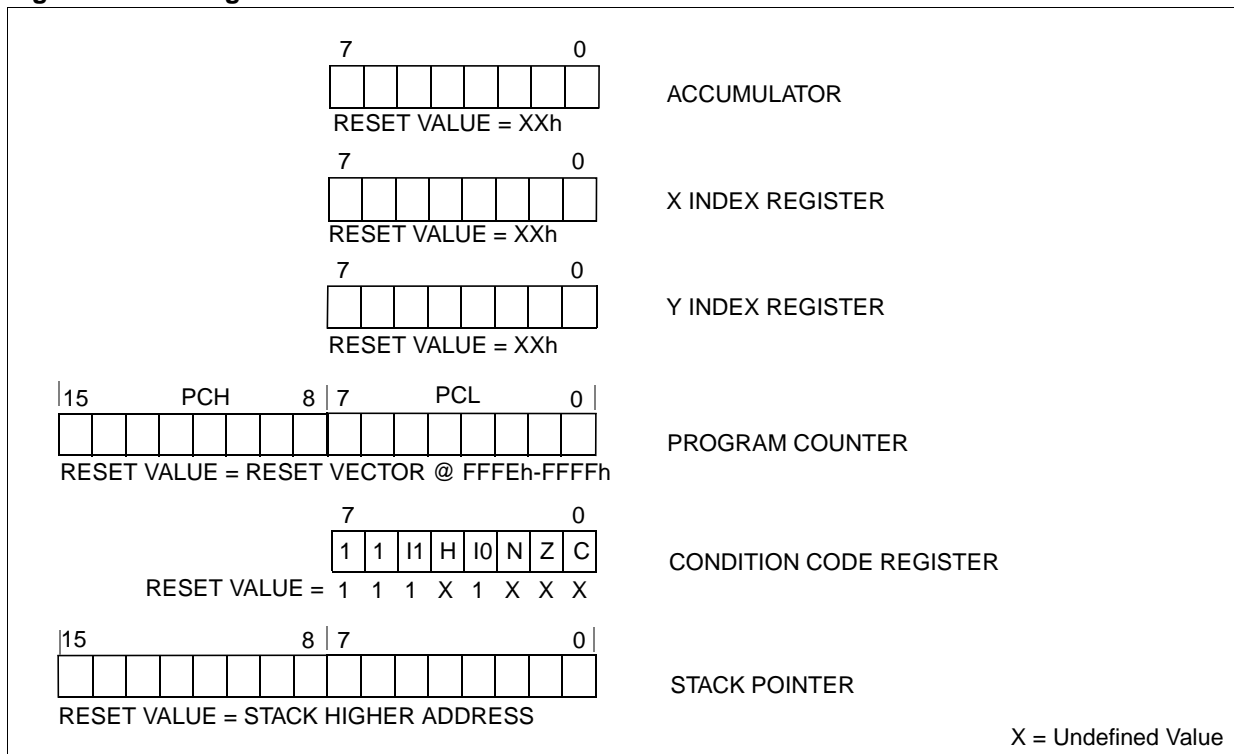 7 0
ACCUMULATOR
RESET VALUE = XXh
7 0
X INDEX REGISTER
RESET VALUE = XXh
7 0
Y INDEX REGISTER
RESET VALUE = XXh
15 PCH 8 7 PCL 0
PROGRAM COUNTER
RESET VALUE = RESET VECTOR @ FFFEh-FFFFh
7 0
1 1 I1 H I0 N Z C
CONDITION CODE REGISTER
RESET VALUE = 1 1 1 X 1 X X X
15 8 7 0
STACK POINTER
RESET VALUE = STACK HIGHER ADDRESS
X = Undefined Value